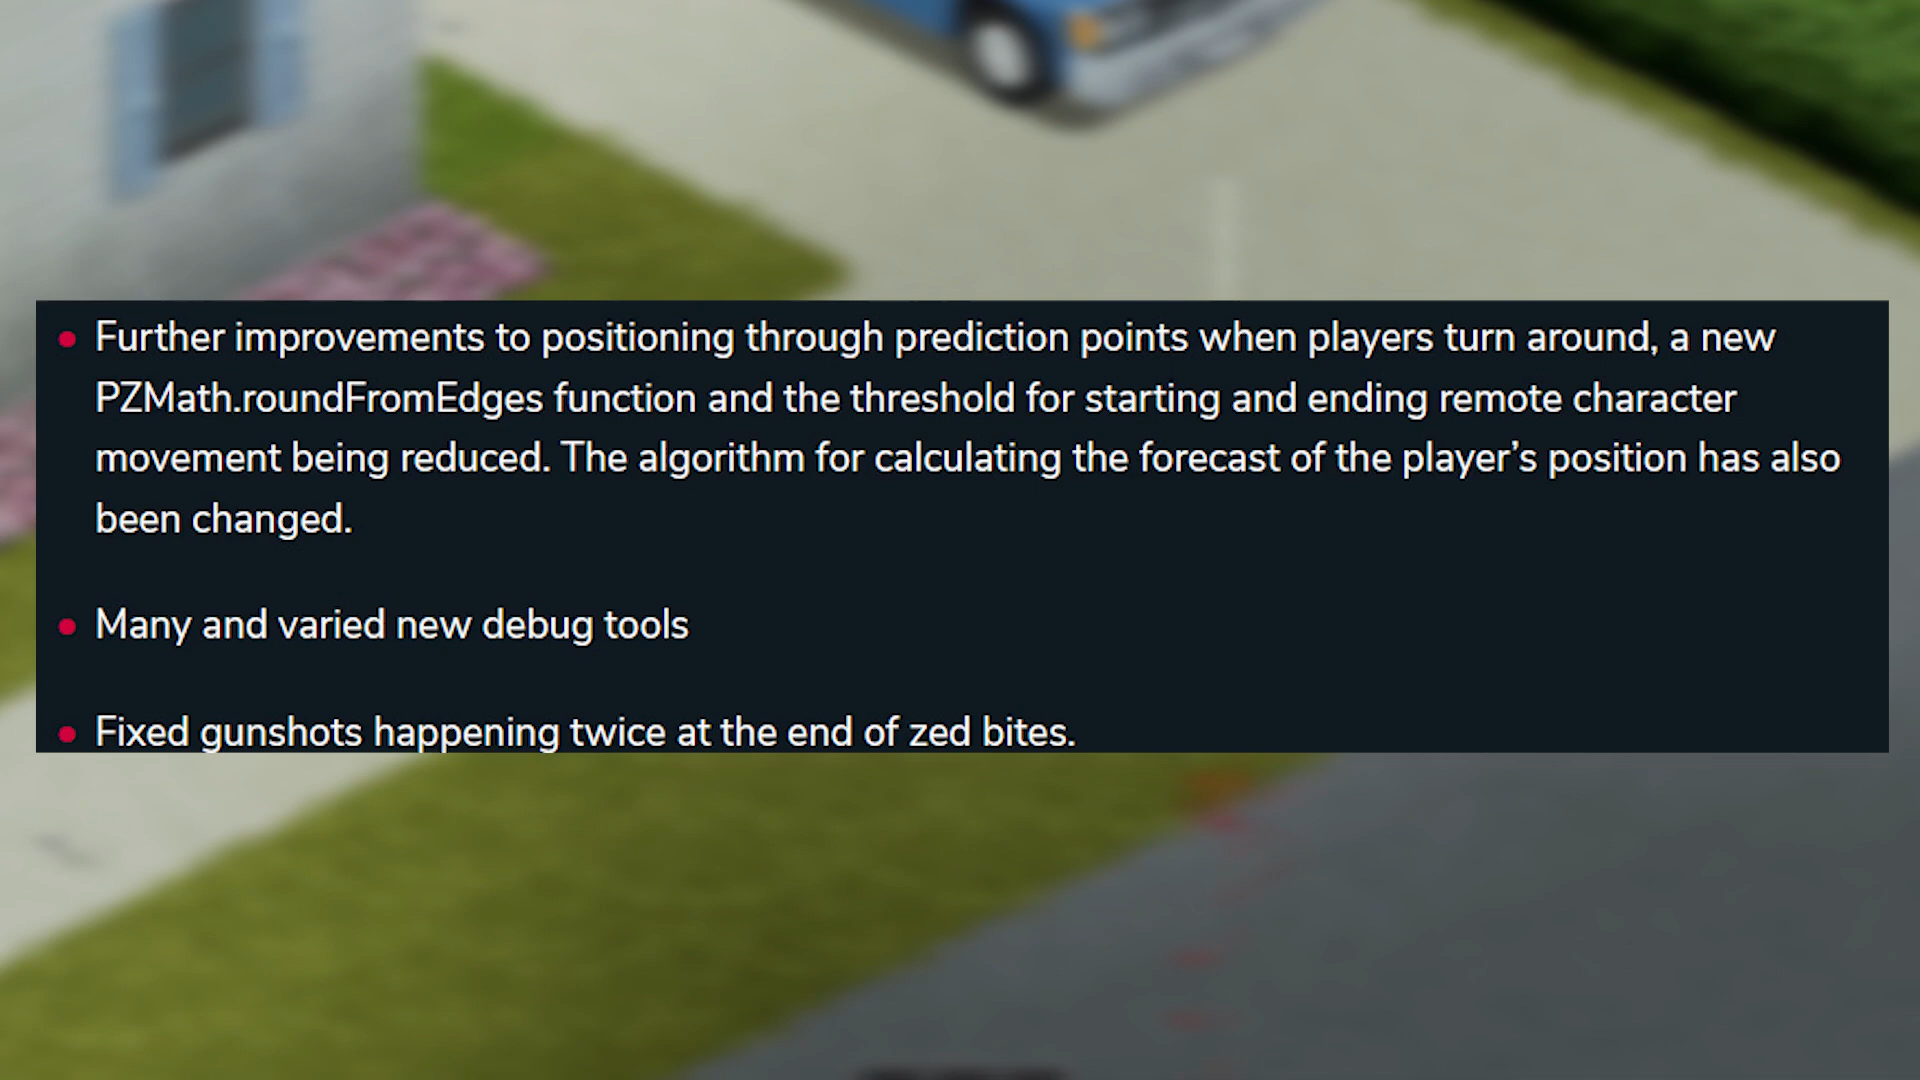 Further improvements to positioning through prediction points when players turn around, a new
PZMath.roundFromEdges function and the threshold for starting and ending remote character
movement being reduced. The algorithm for calculating the forecast of the player’s position has also
been changed.
Many and varied new debug tools
Fixed gunshots happening twice at the end of zed bites.